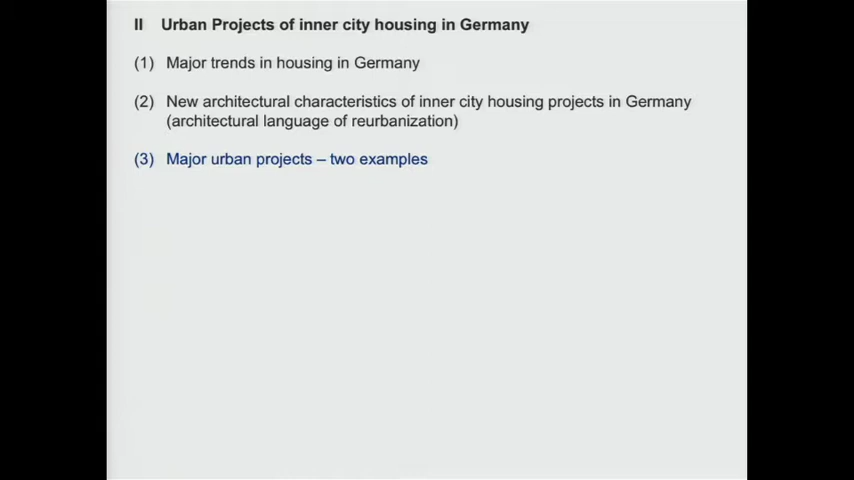 II Urban Projects of inner city housing in Germany
(1) Major trends in housing in Germany
(2) New architectural characteristics of inner city housing projects in Germany
(architectural language of reurbanization)
(3) Major urban projects – two examples